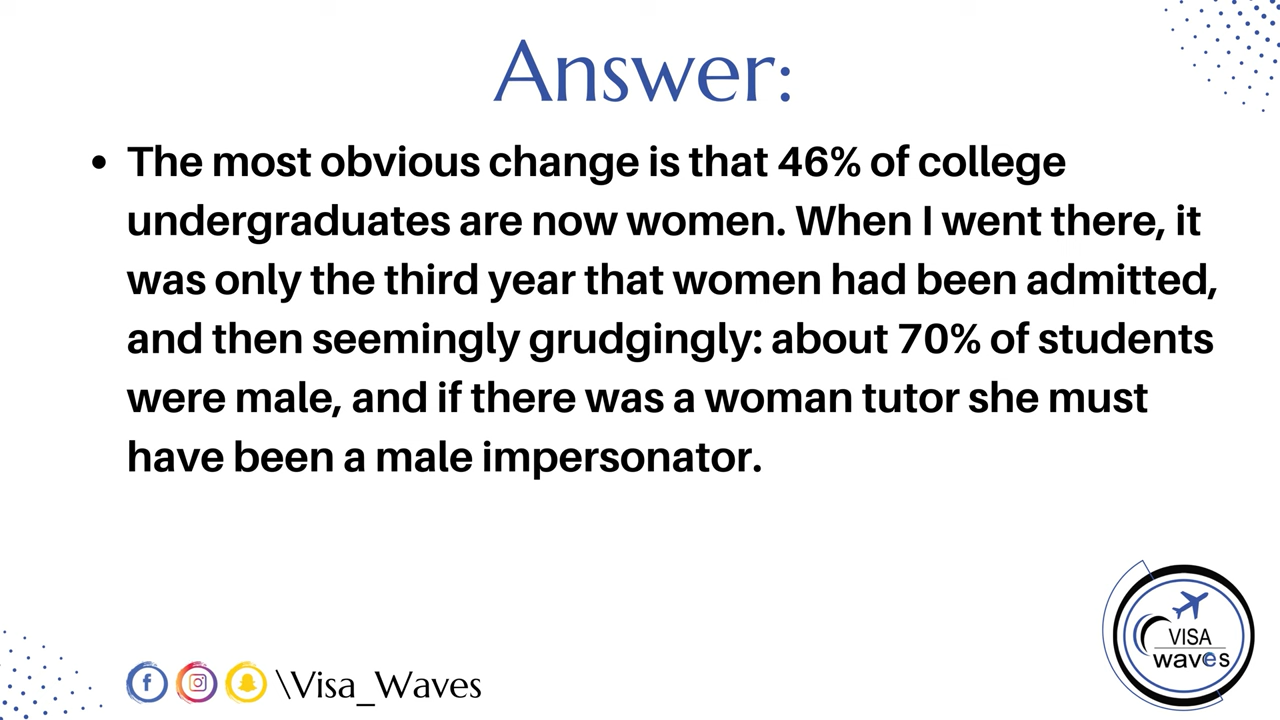 Answer:
• The most obvious change is that 46% of college
undergraduates are now women. When I went there, it
was only the third year that women had been admitted,
and then seemingly grudgingly: about 70% of students
were male, and if there was a woman tutor she must
have been a male impersonator.
\Visa_Waves
VISA
waves